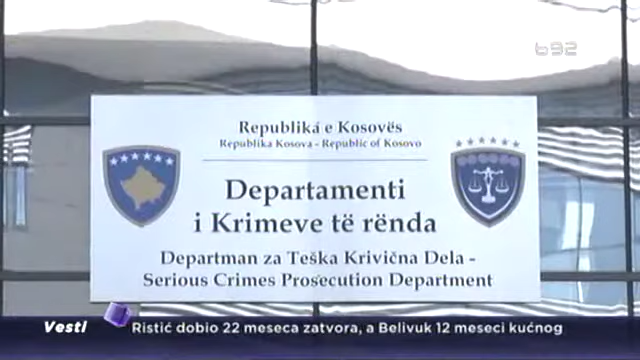 b92
Republika e Kosovës
Republika Kosova - Republic of Kosovo
Departamenti
i Krimeve të rënda
Departman za Teška Krivična Dela -
Serious Crimes Prosecution Department
Vesti
Ristić dobio 22 meseca zatvora, a Belivuk 12 meseci kućnog